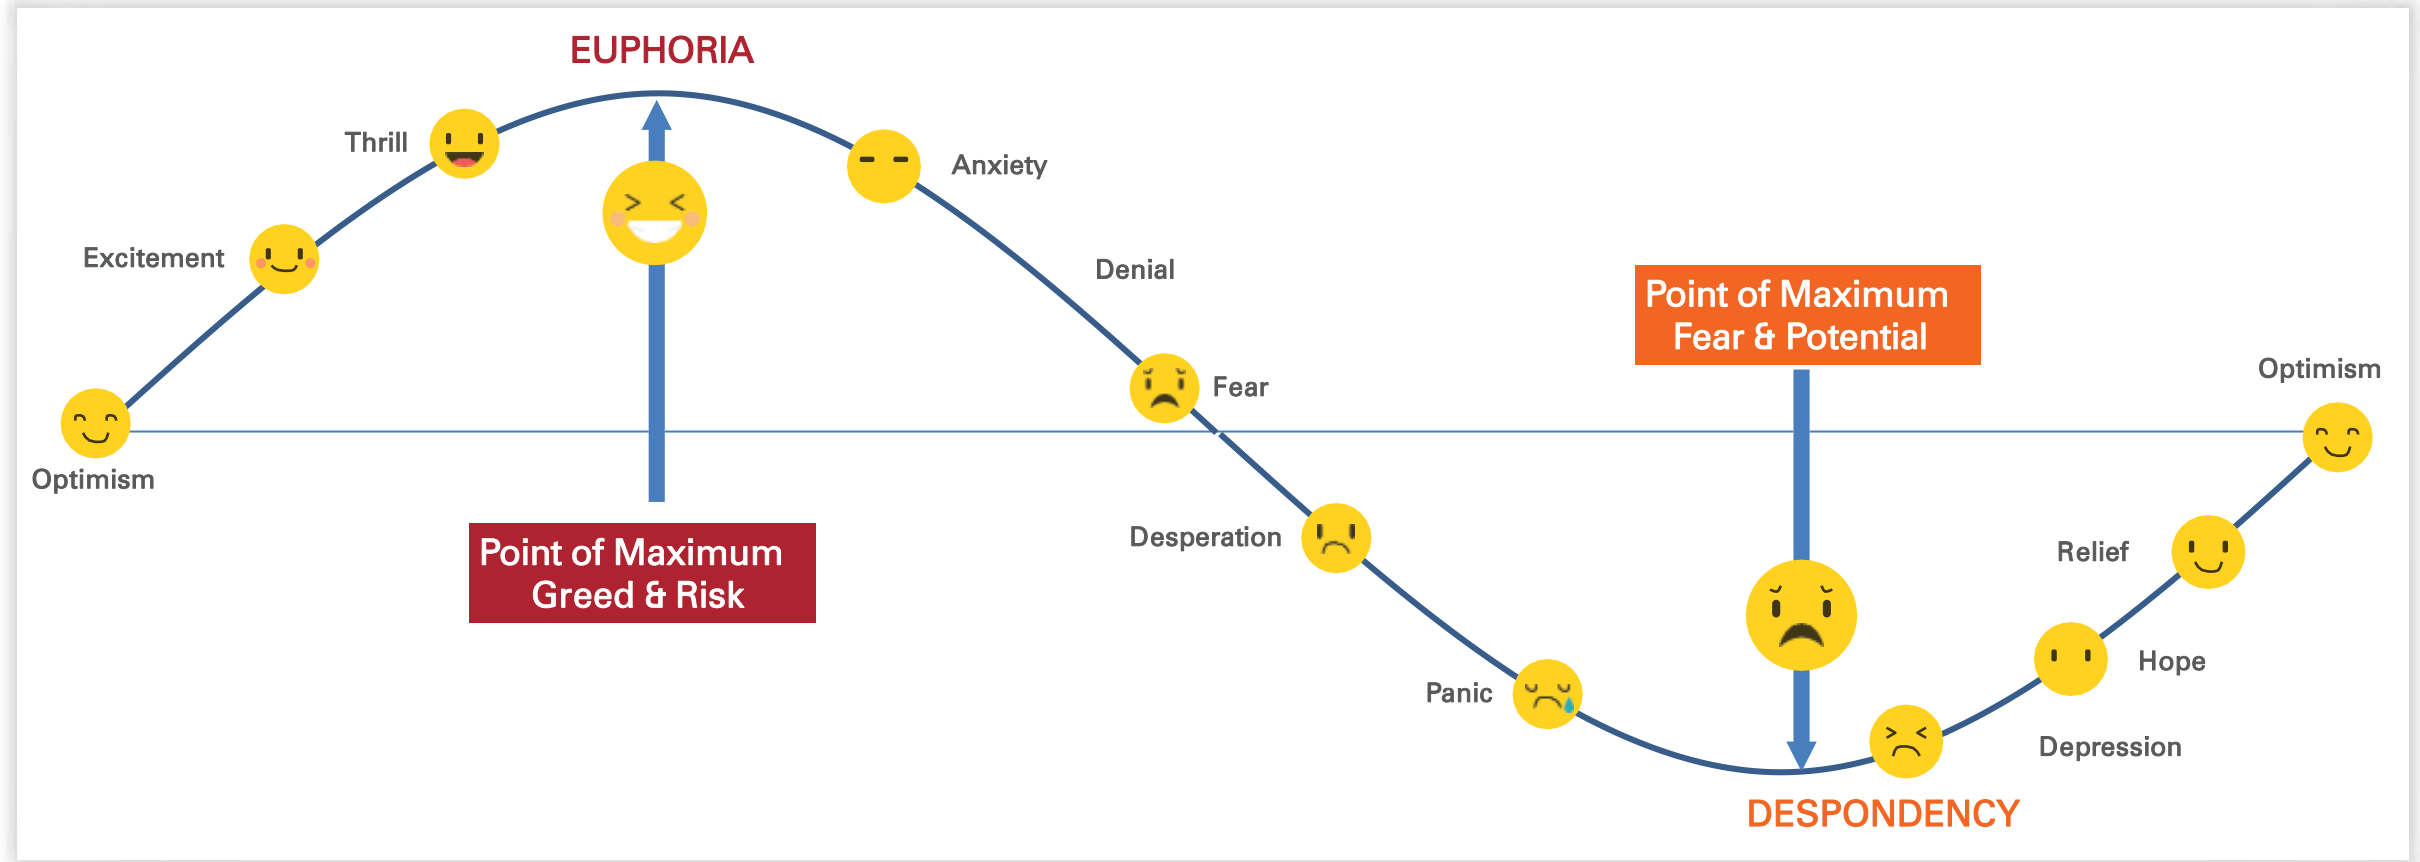 EUPHORIA
Thrill
Excitement
Optimism
Anxiety
Denial
Fear
Point of Maximum
Greed & Risk
Desperation
Panic
Point of Maximum
Fear & Potential
DESPONDENCY
Depression
Hope
Relief
Optimism